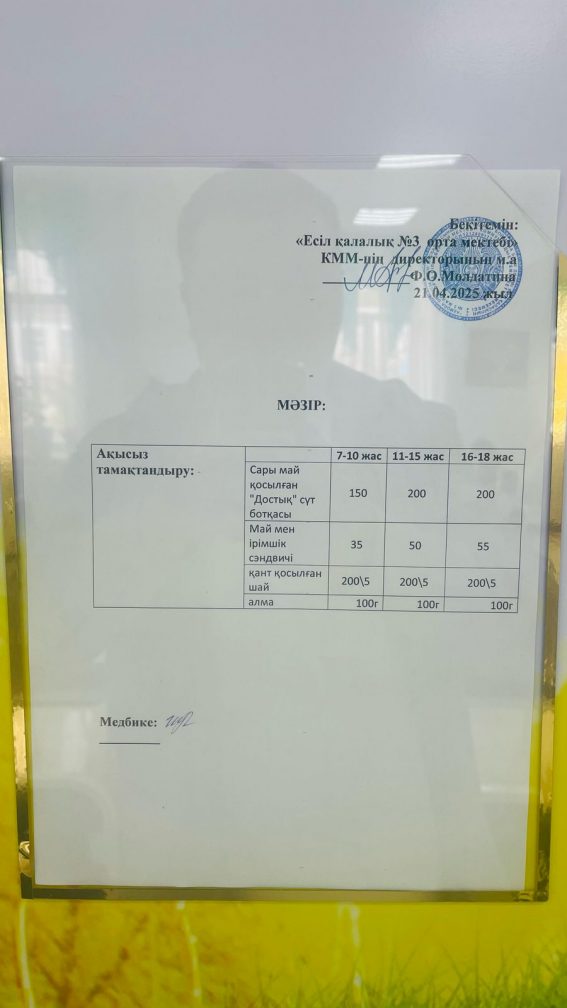 Бекітемін:
«Есіл қалалық №3 орта мектебі»
КММ-нің директорының м.а
Ф.О.Молдатина
21.04.2025 жыл
МӘЗІР:
Ақысыз
тамақтандыру:
7-10 жас 11-15 жас 16-18 жас
Сары май
қосылған
"Достық" сүт
ботқасы
150 200 200
Май мен
ірімшік
сэндвичі
35 50 55
қант қосылған
шай
200\5 200\5 200\5
алма 100г 100г 100г
Медбике: